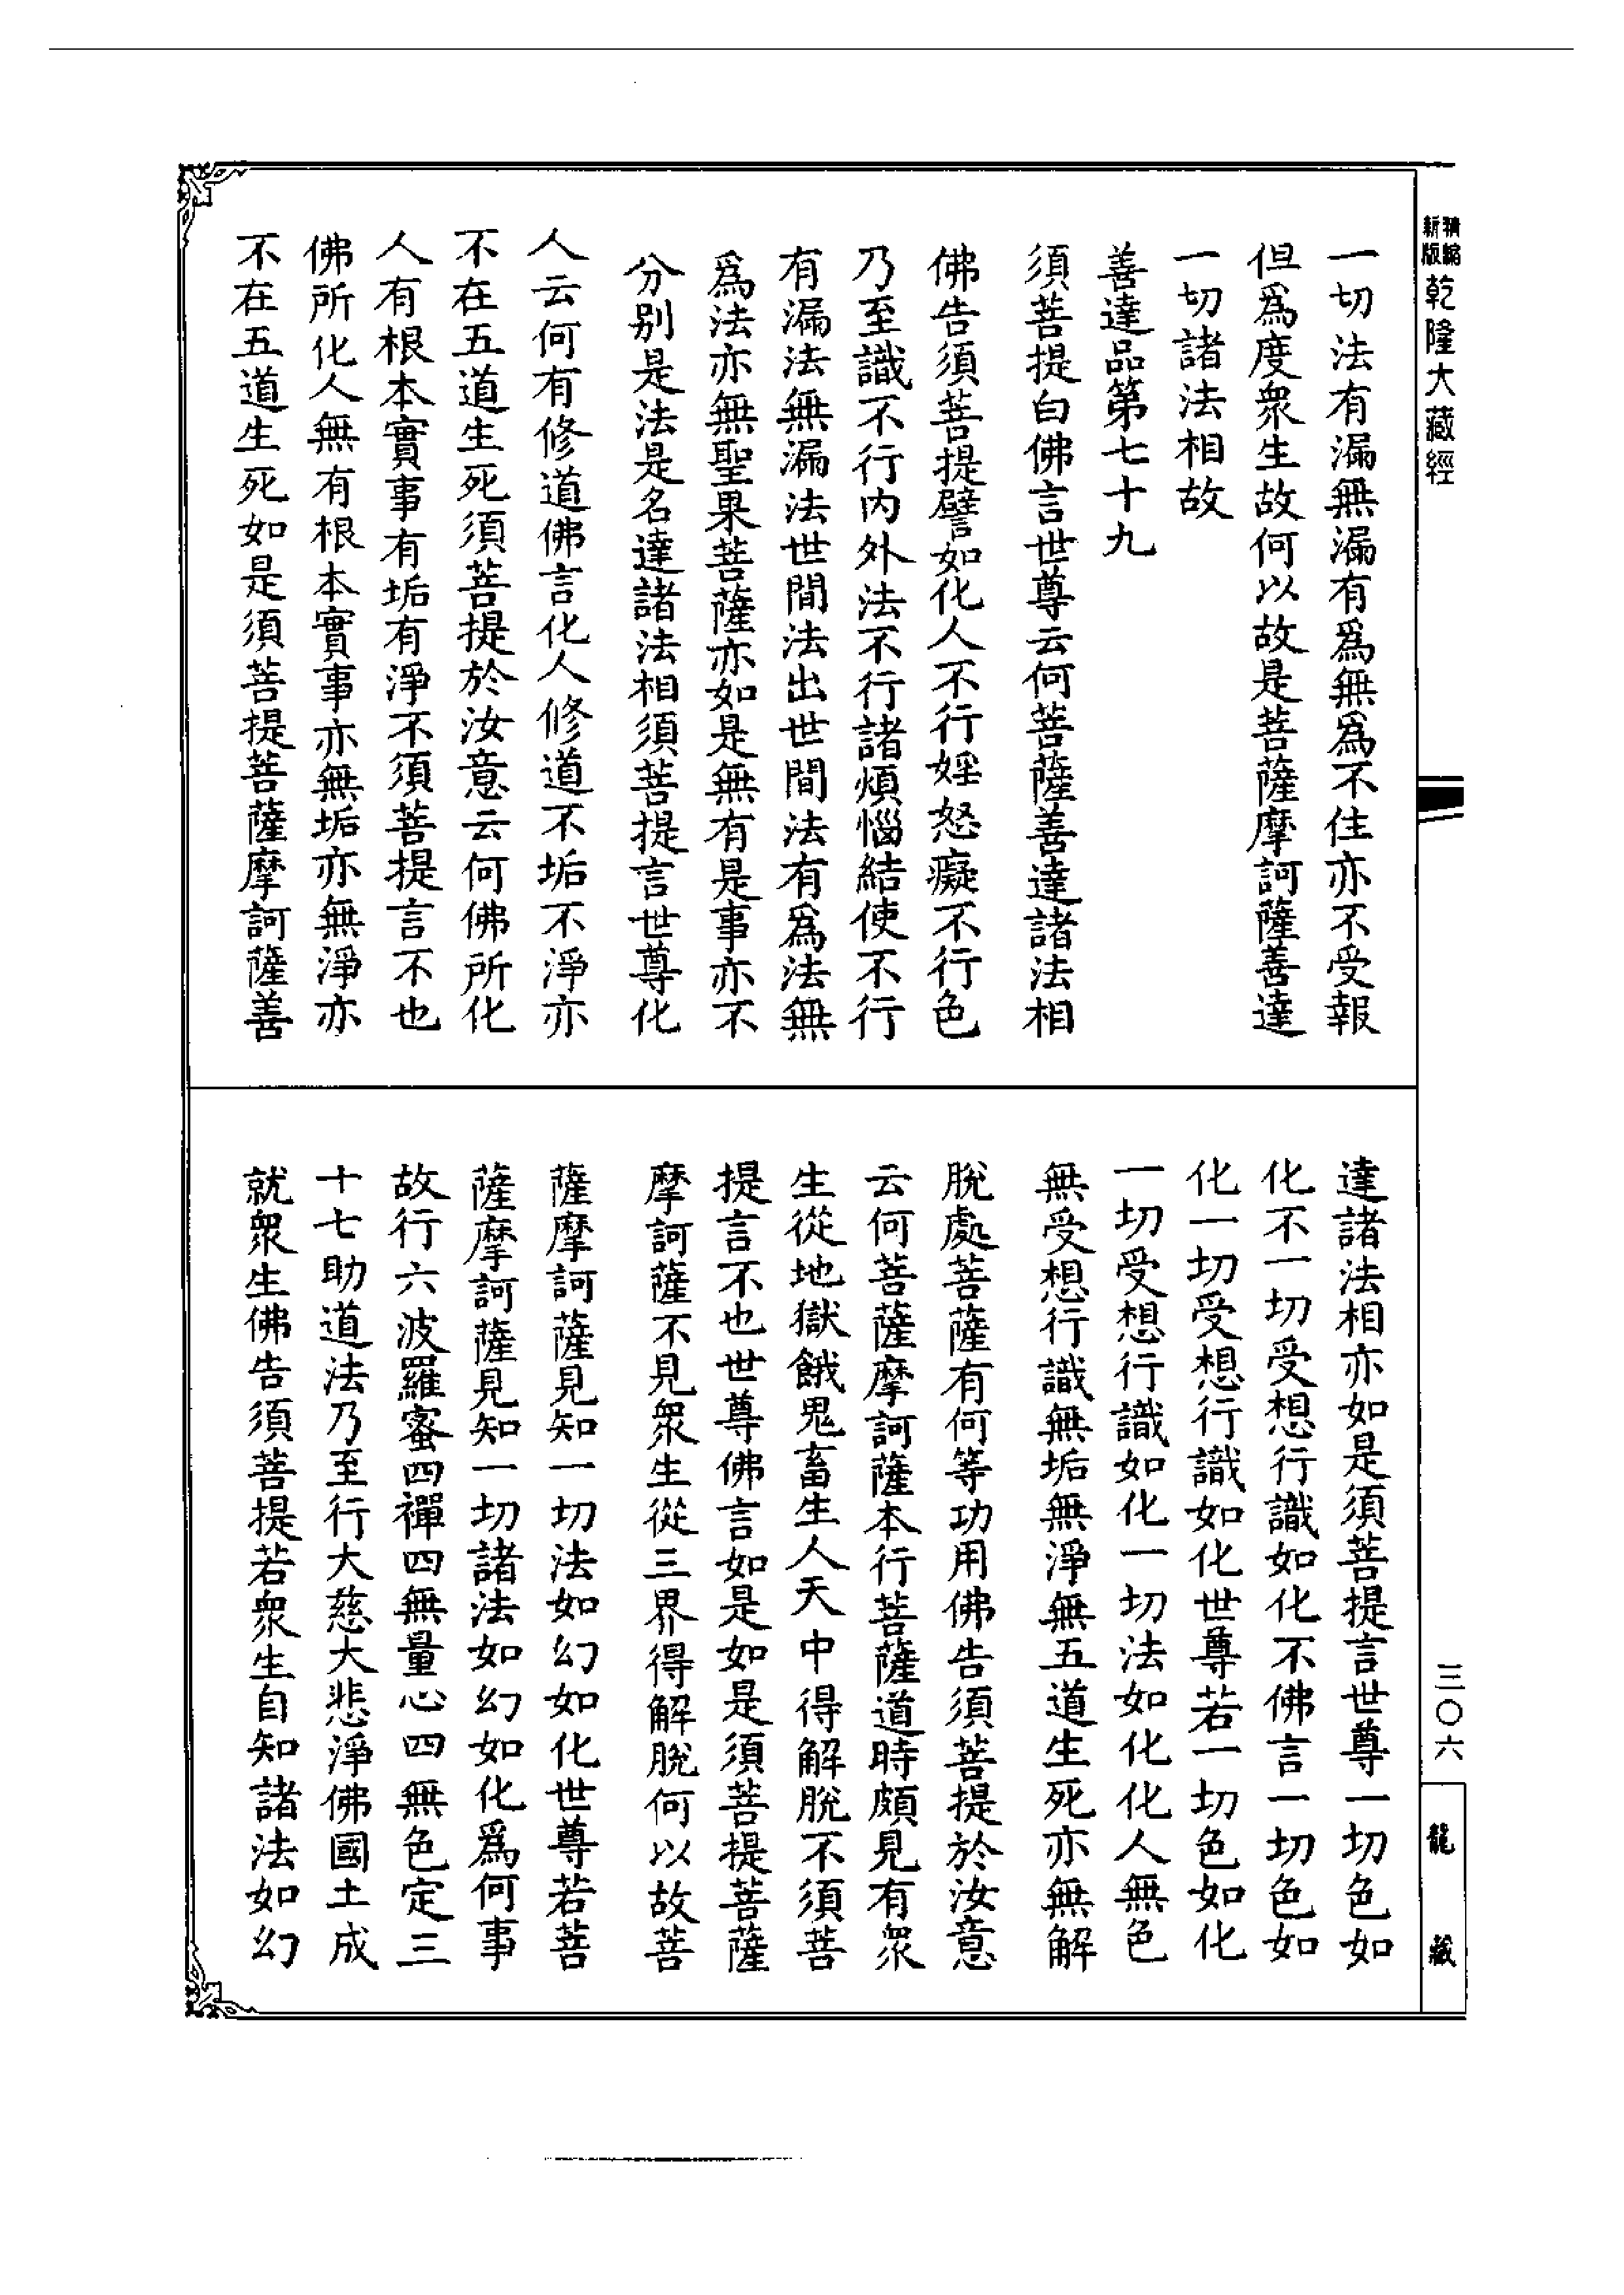 精編
新版
乾隆大藏經
一切法有漏無漏有爲無爲不住亦不受報
但爲度衆生故何以故是菩薩摩訶薩善達
一切諸法相故
善達品第七十九
須菩提白佛言世尊云何菩薩善達諸法相
佛告須菩提譬如化人不行婬怒癡不行色
乃至識不行內外法不行諸煩惱結使不行
有漏法無漏法世間法出世間法有爲法無
爲法亦無聖果菩薩亦如是無有是事亦不
分別是法是名達諸法相須菩提言世尊化
人云何有修道佛言化人修道不垢不淨亦
不在五道生死須菩提於汝意云何佛所化
人有根本實事有垢有淨不須菩提言不也
佛所化人無有根本實事亦無垢亦無淨亦
不在五道生死如是須菩提菩薩摩訶薩善
達諸法相亦如是須菩提言世尊一切色如
化不一切受想行識如化不佛言一切色如
化一切受想行識如化世尊若一切色如化
一切受想行識如化一切法如化化人無色
無受想行識無垢無淨無五道生死亦無解
脫處菩薩有何等功用佛告須菩提於汝意
云何菩薩摩訶薩本行菩薩道時頗見有衆
生從地獄餓鬼畜生人天中得解脫不須菩
提言不也世尊佛言如是如是須菩提菩薩
摩訶薩不見衆生從三界得解脫何以故菩
薩摩訶薩見知一切法如幻如化世尊若菩
薩摩訶薩見知一切諸法如幻如化爲何事
故行六波羅蜜四禪四無量心四無色定三
十七助道法乃至行大慈大悲淨佛國土成
就衆生佛告須菩提若衆生自知諸法如幻
三〇六
龍藏